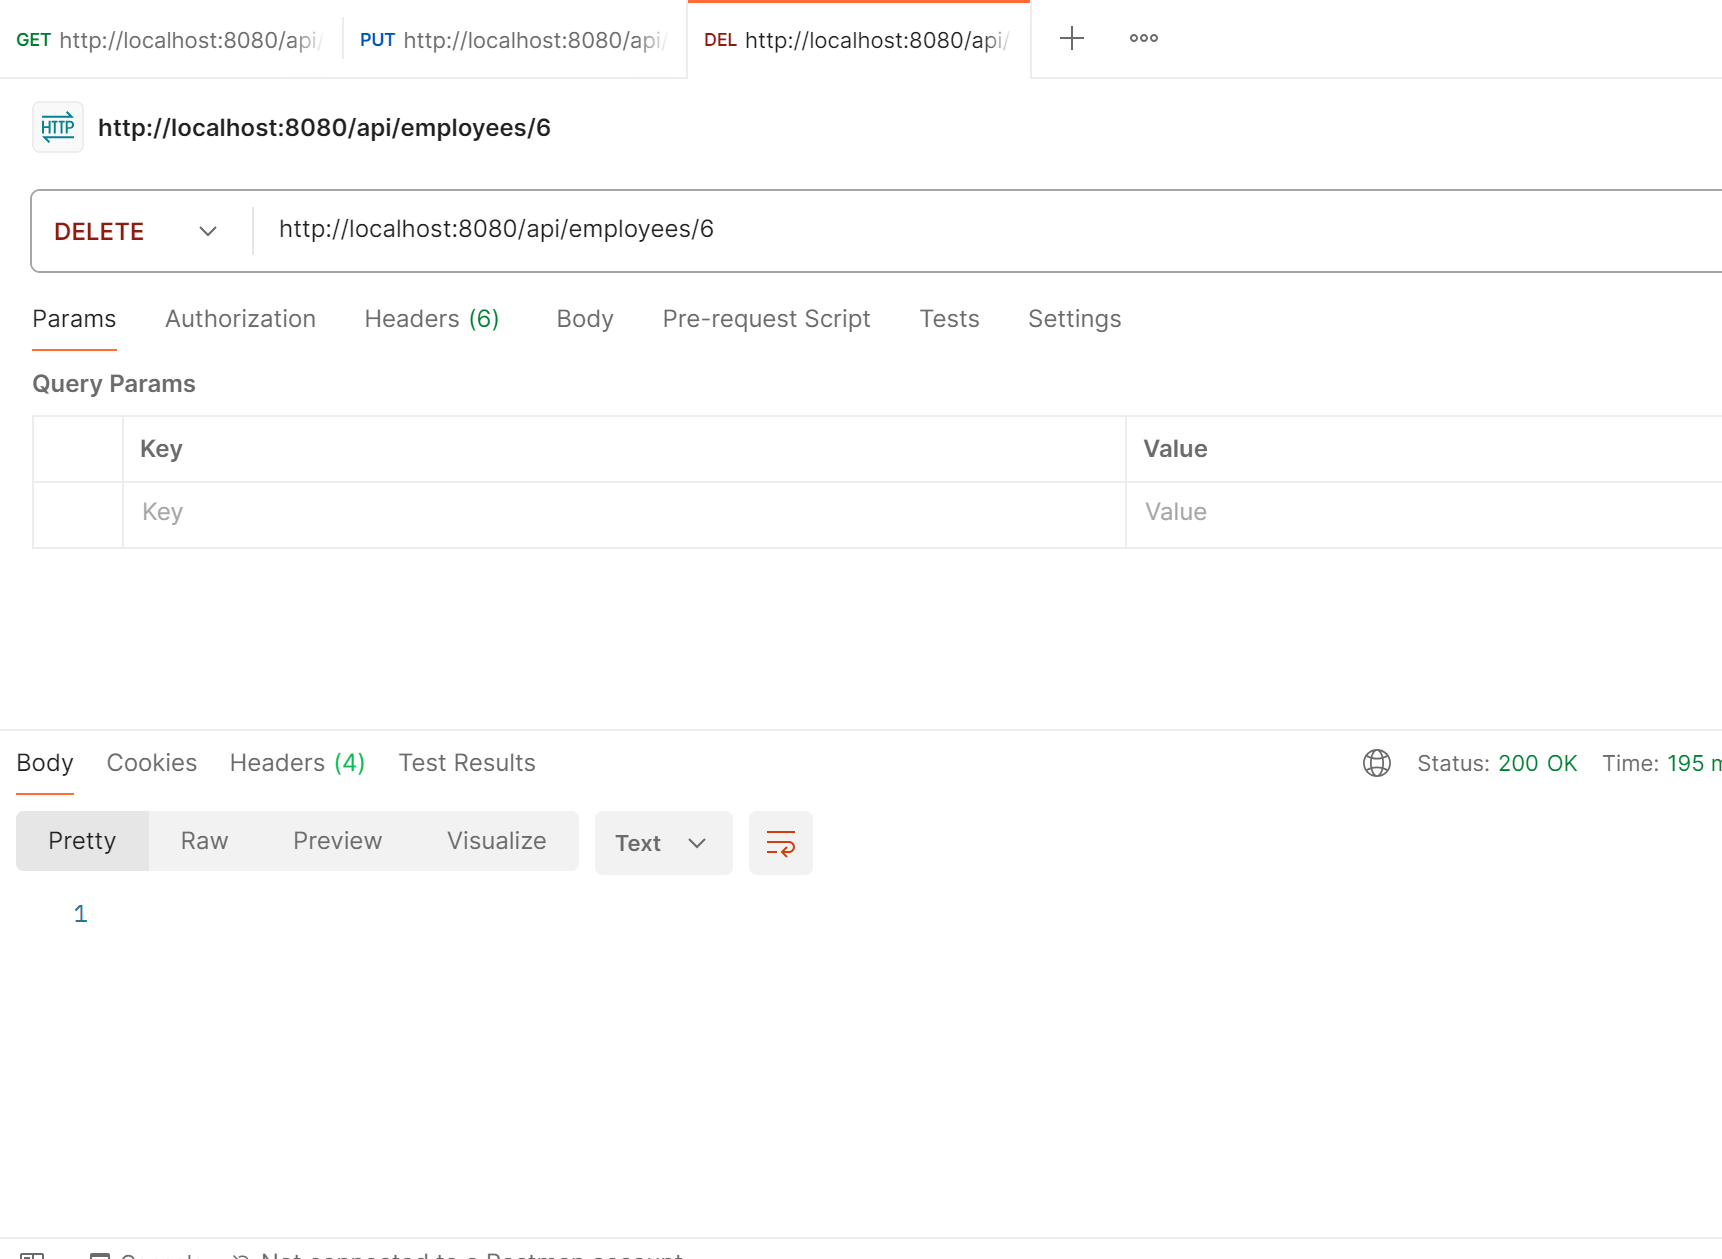 GET http://localhost:8080/api/ PUT http://localhost:8080/api/ DEL http://localhost:8080/api/
HTTP http://localhost:8080/api/employees/6
DELETE http://localhost:8080/api/employees/6
Params Authorization Headers (6) Body Pre-request Script Tests Settings
Query Params
Key Value
Key Value
Body Cookies Headers (4) Test Results Status: 200 OK Time: 195 m
Pretty Raw Preview Visualize Text
1
Not connected to a Postman account